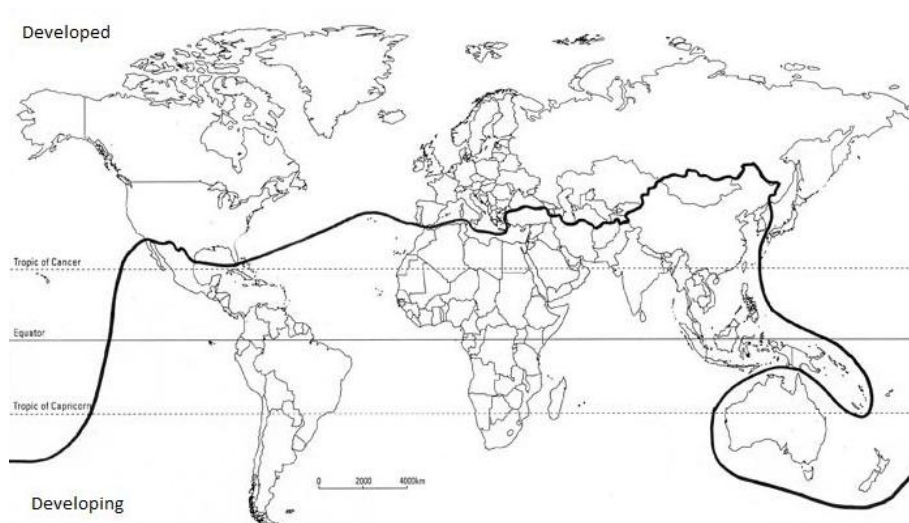 Developed
Tropic of Cancer
Equator
Tropic of Capricorn
0 2000 4000km
Developing